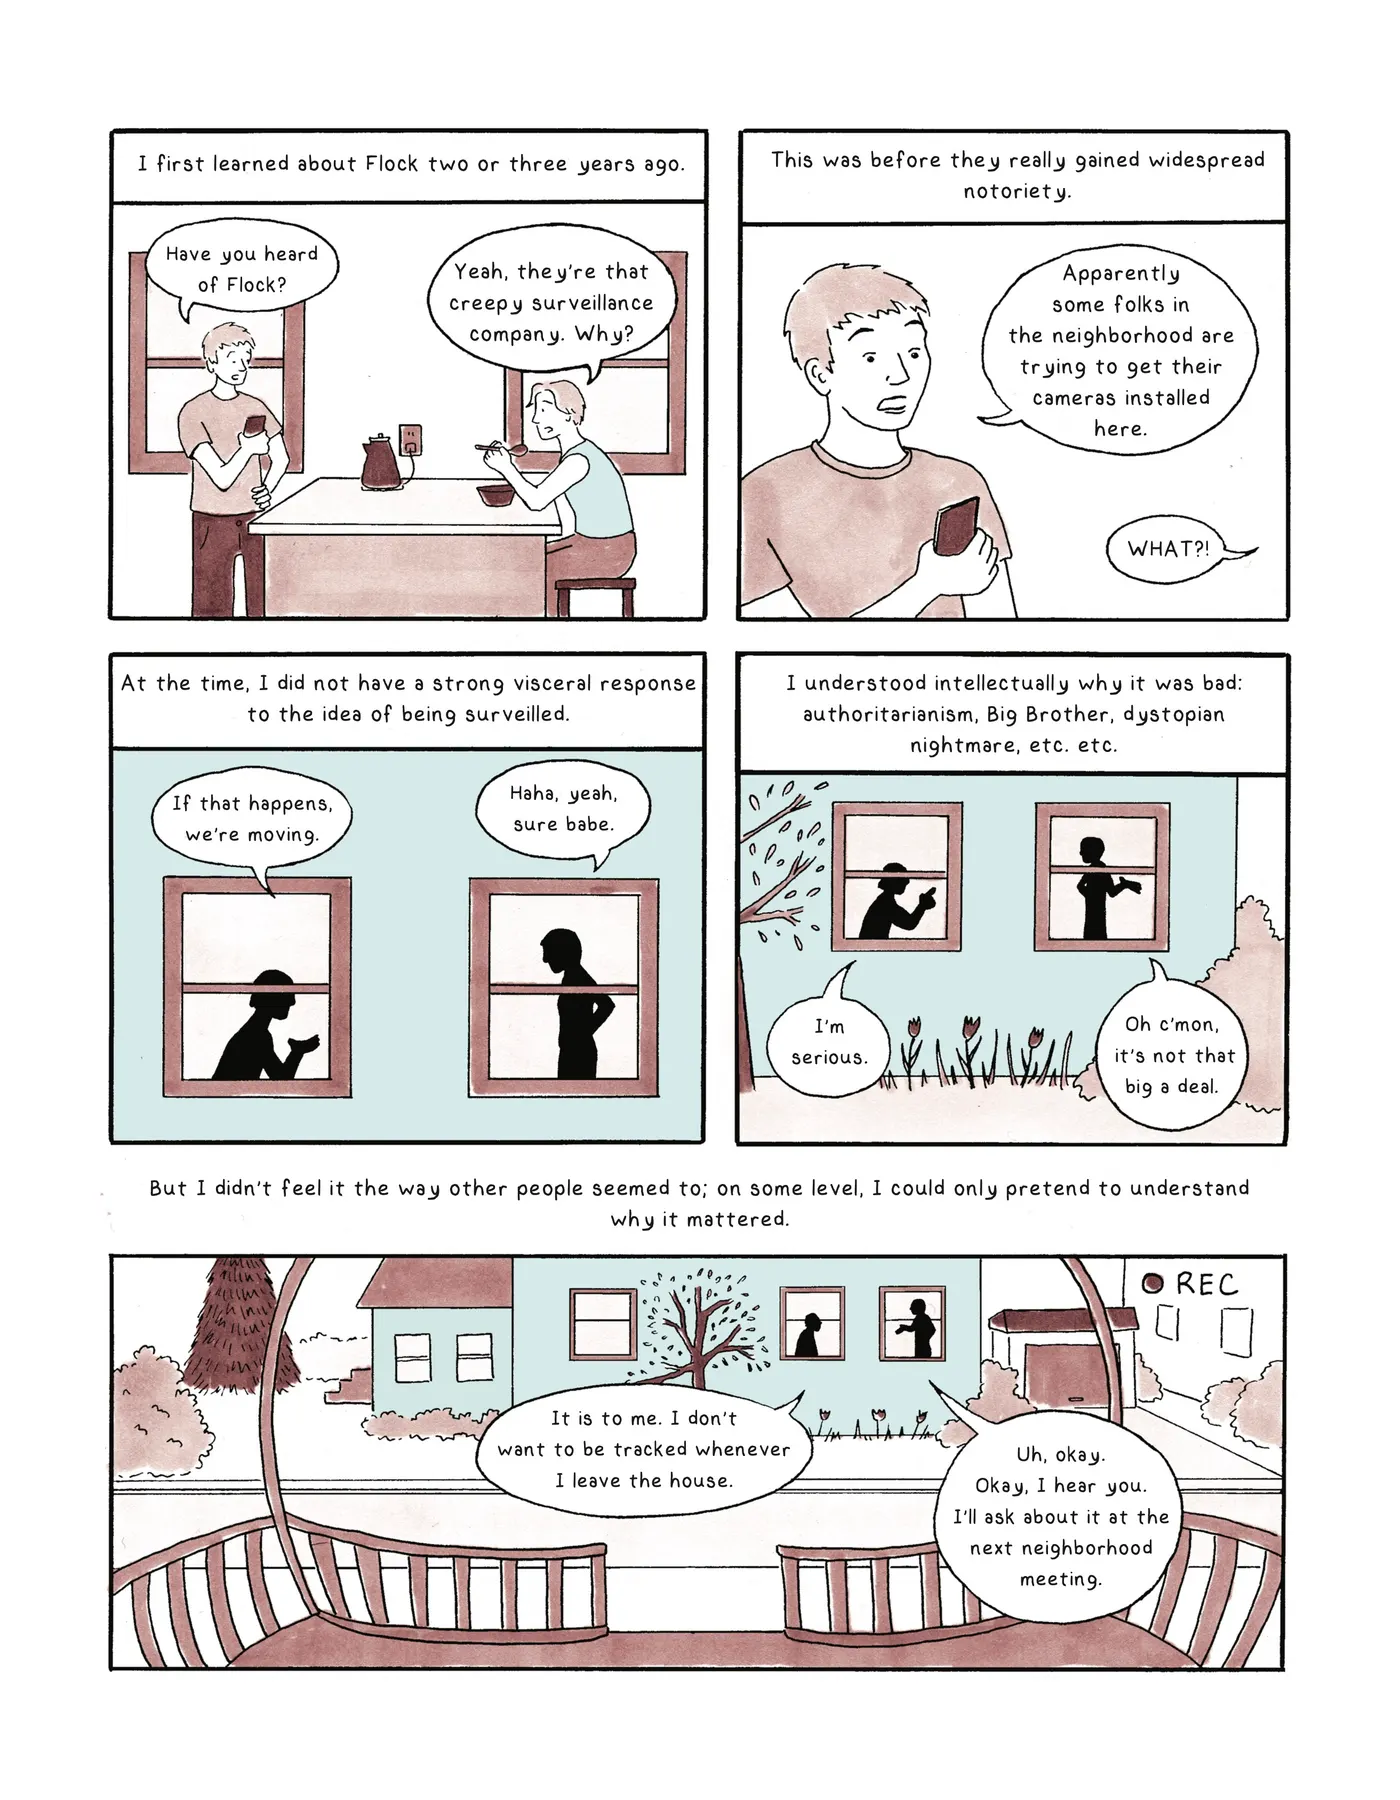 I first learned about Flock two or three years ago.
Have you heard
of Flock?
Yeah, they're that
creepy surveillance
company. Why?
This was before they really gained widespread
notoriety.
Apparently
some folks in
the neighborhood are
trying to get their
cameras installed
here.
WHAT?!
At the time, I did not have a strong visceral response
to the idea of being surveilled.
If that happens,
we're moving.
Haha, yeah,
sure babe.
I understood intellectually why it was bad:
authoritarianism, Big Brother, dystopian
nightmare, etc. etc.
I'm
serious.
Oh c'mon,
it's not that
big a deal.
But I didn't feel it the way other people seemed to; on some level, I could only pretend to understand
why it mattered.
REC
It is to me. I don't
want to be tracked whenever
I leave the house.
Uh, okay.
Okay, I hear you.
I'll ask about it at the
next neighborhood
meeting.